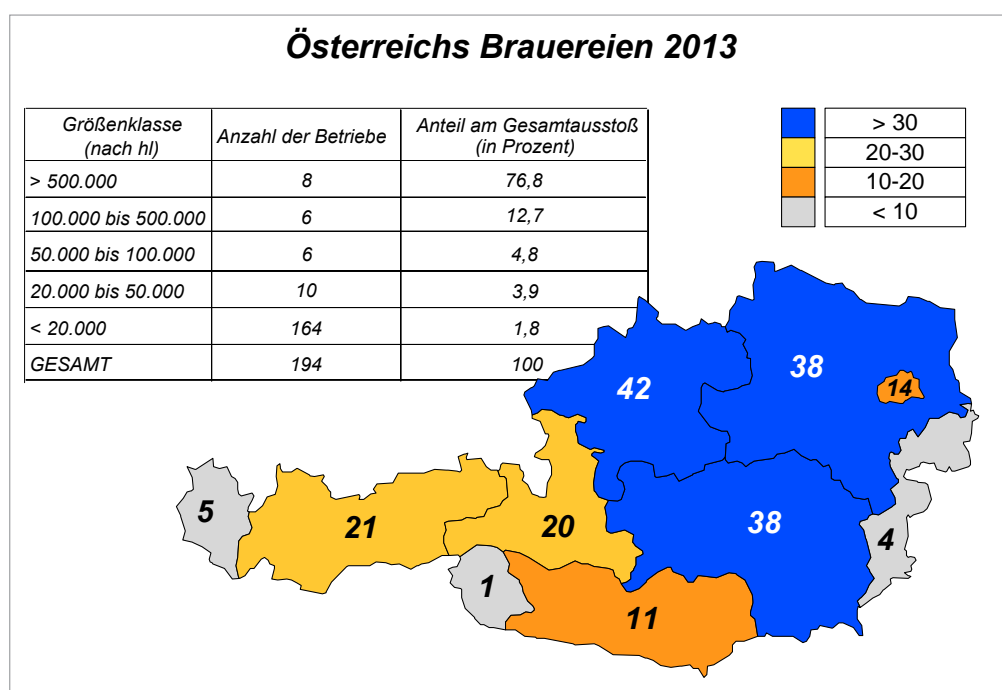 Österreichs Brauereien 2013
Größenklasse (nach hl) Anzahl der Betriebe Anteil am Gesamtausstoß (in Prozent)
> 500.000 8 76,8
100.000 bis 500.000 6 12,7
50.000 bis 100.000 6 4,8
20.000 bis 50.000 10 3,9
< 20.000 164 1,8
GESAMT 194 100
> 30
20-30
10-20
< 10
42
38
14
5
21
20
38
4
1
11